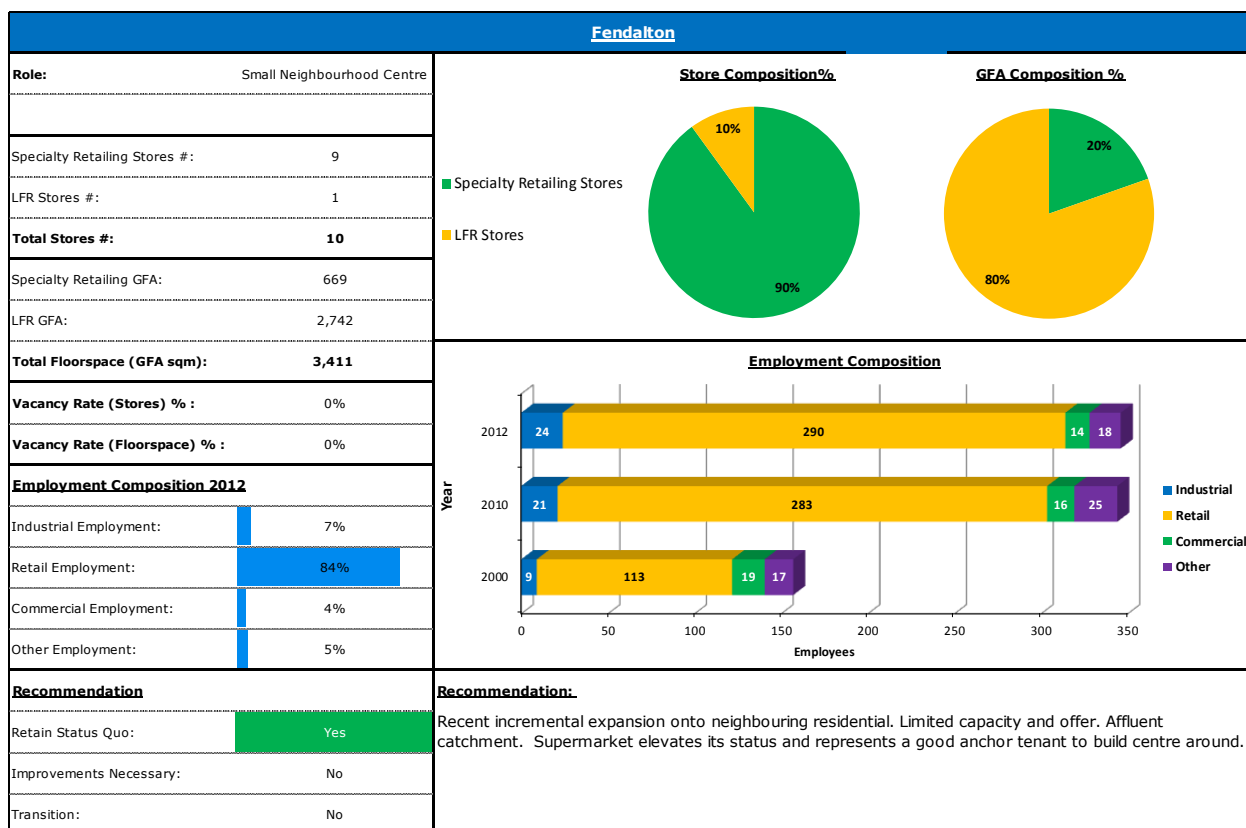 Fendalton
Role: Small Neighbourhood Centre
Specialty Retailing Stores #: 9
LFR Stores #: 1
Total Stores #: 10
Specialty Retailing GFA: 669
LFR GFA: 2,742
Total Floorspace (GFA sqm): 3,411
Vacancy Rate (Stores) % : 0%
Vacancy Rate (Floorspace) % : 0%
Employment Composition 2012
Industrial Employment: 7%
Retail Employment: 84%
Commercial Employment: 4%
Other Employment: 5%
Recommendation
Retain Status Quo: Yes
Improvements Necessary: No
Transition: No
Store Composition%
10%
90%
Specialty Retailing Stores
LFR Stores
GFA Composition %
20%
80%
Employment Composition
Year
2012 24 290 14 18
2010 21 283 16 25
2000 9 113 19 17
0 50 100 150 200 250 300 350
Employees
Industrial
Retail
Commercial
Other
Recommendation:
Recent incremental expansion onto neighbouring residential. Limited capacity and offer. Affluent
catchment. Supermarket elevates its status and represents a good anchor tenant to build centre around.